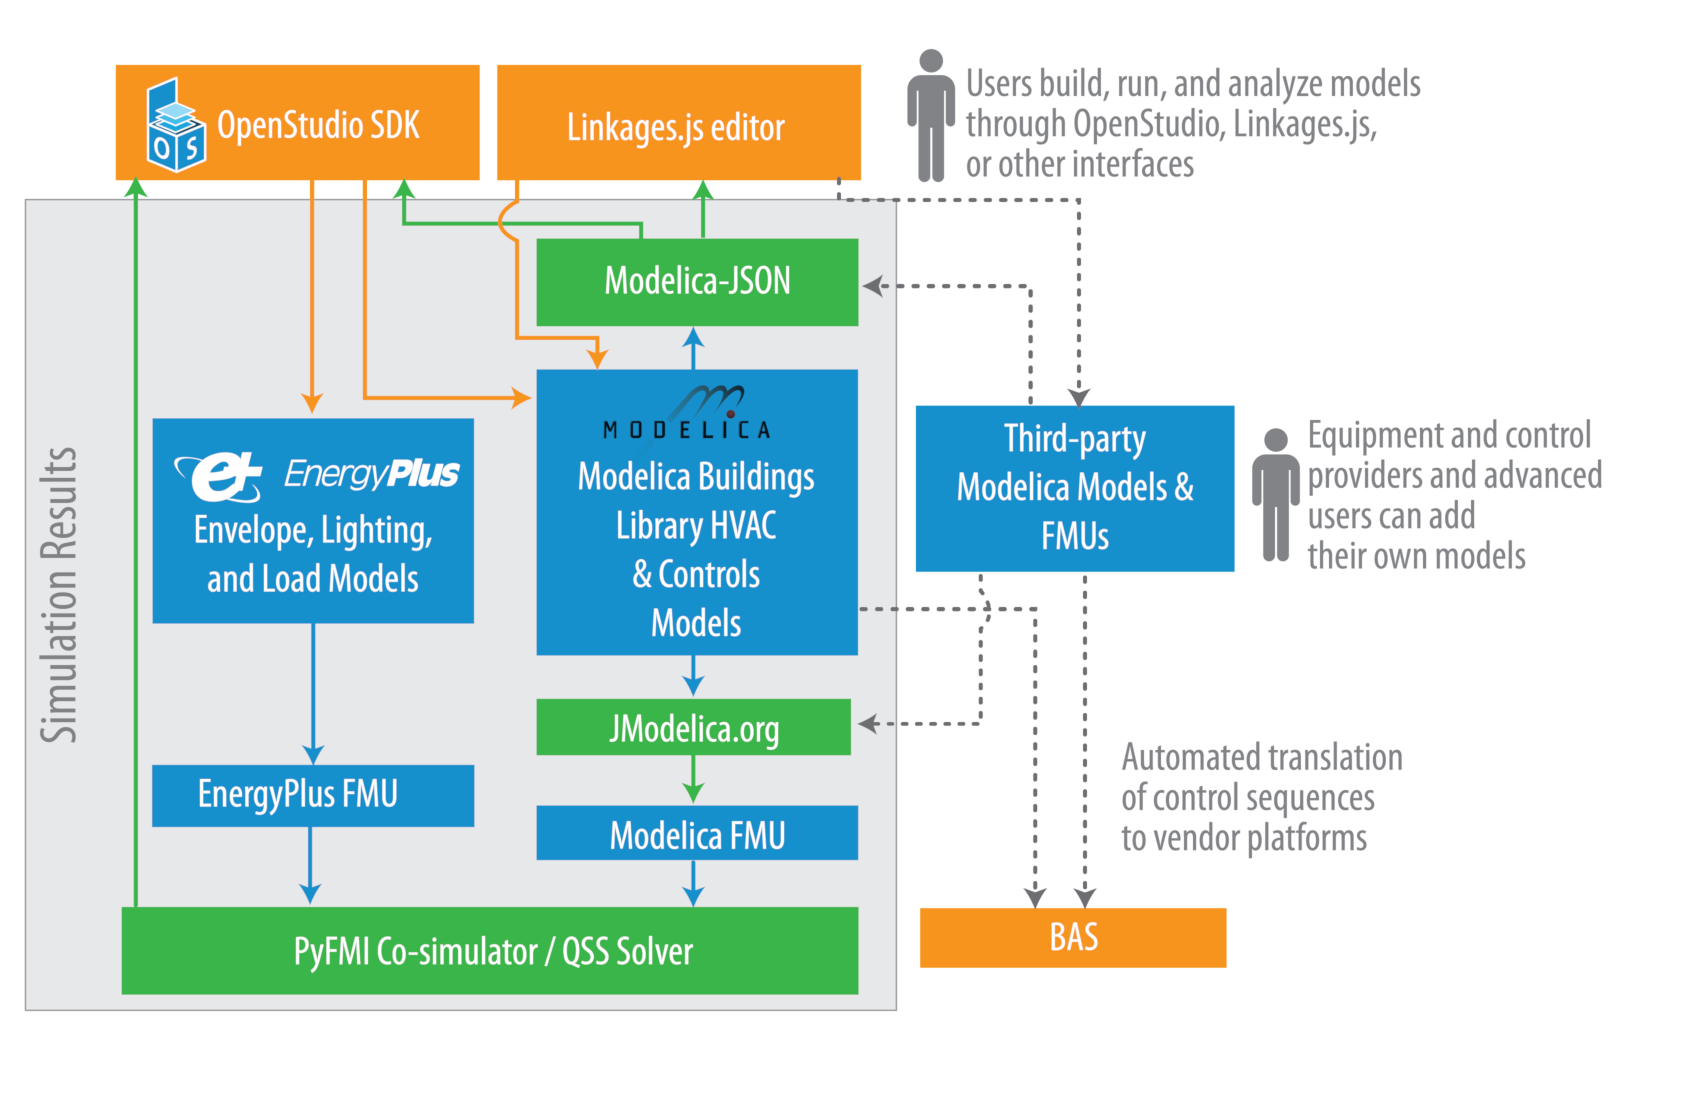 OpenStudio SDK
O S
Linkages.js editor
Users build, run, and analyze models
through OpenStudio, Linkages.js,
or other interfaces
Modelica-JSON
Simulation Results
e+ EnergyPlus
Envelope, Lighting,
and Load Models
MODELICA
Modelica Buildings
Library HVAC
& Controls
Models
Third-party
Modelica Models &
FMUs
Equipment and control
providers and advanced
users can add
their own models
JModelica.org
EnergyPlus FMU
Modelica FMU
Automated translation
of control sequences
to vendor platforms
PyFMI Co-simulator / QSS Solver
BAS